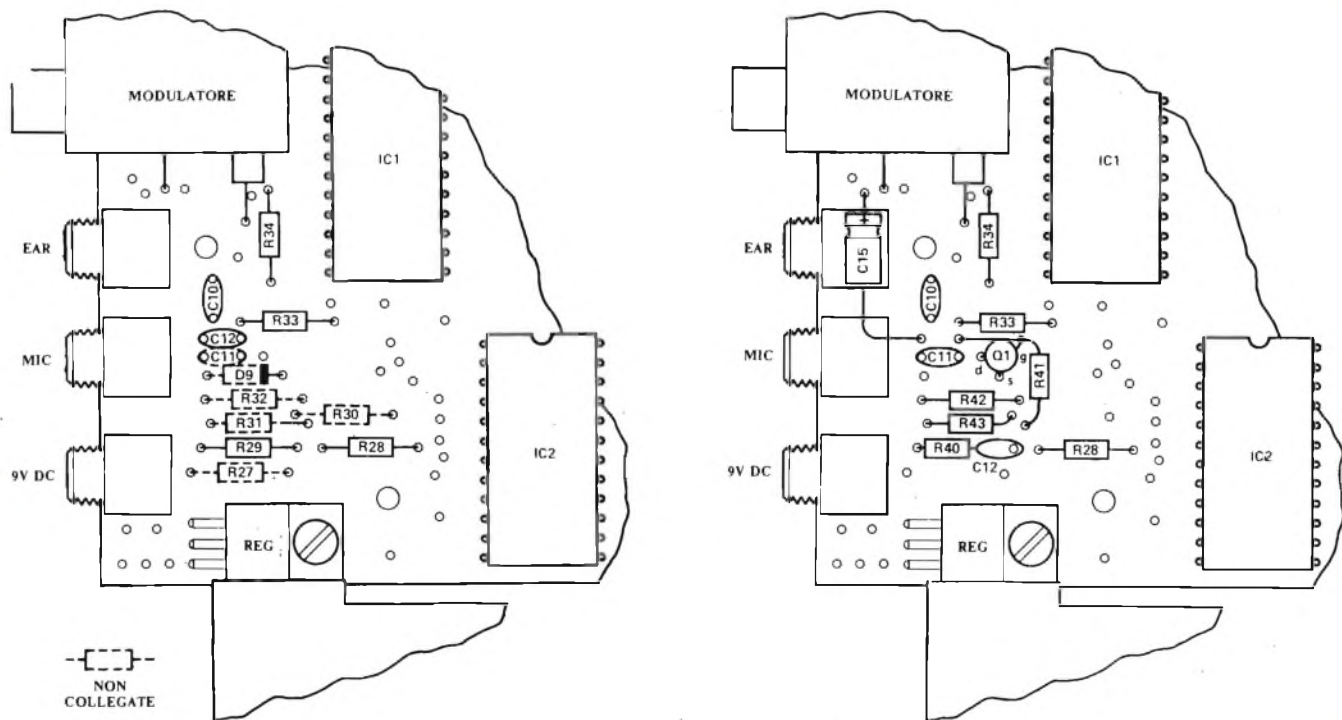 MODULATORE
IC1
EAR
R34
C10
R33
MIC
C12
C11
D9
R32
R31
R30
R29
R28
R27
9V DC
IC2
REG
NON
COLLEGATE
MODULATORE
IC1
EAR
+
C15
R34
C10
R33
MIC
C11
Q1
g
d
s
R41
R42
R43
R40
C12
R28
9V DC
IC2
REG